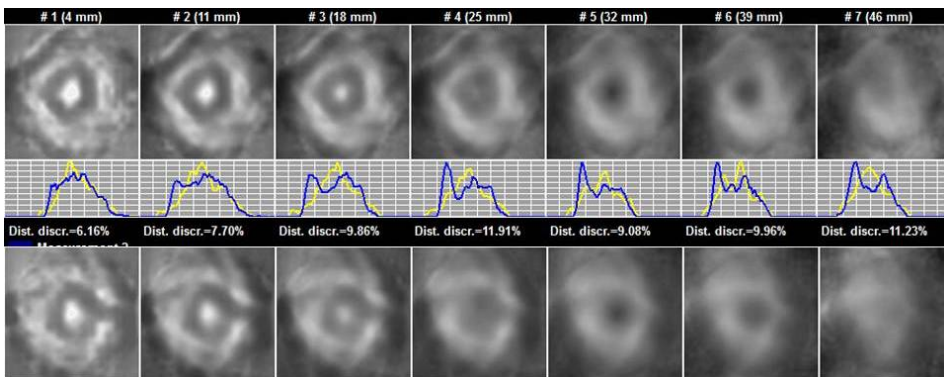 # 1 (4 mm) # 2 (11 mm) # 3 (18 mm) # 4 (25 mm) # 5 (32 mm) # 6 (39 mm) # 7 (46 mm)
Dist. discr.=6.16% Dist. discr.=7.70% Dist. discr.=9.86% Dist. discr.=11.91% Dist. discr.=9.08% Dist. discr.=9.96% Dist. discr.=11.23%